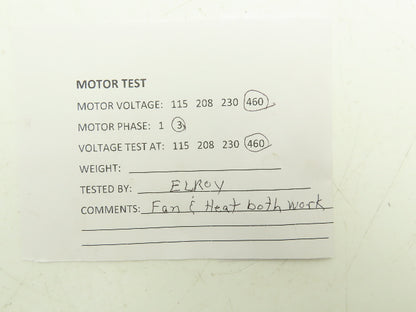 MOTOR TEST
MOTOR VOLTAGE: 115 208 230 460
MOTOR PHASE: 1 3
VOLTAGE TEST AT: 115 208 230 460
WEIGHT:
TESTED BY: ELROY
COMMENTS: Fan & Heat both work